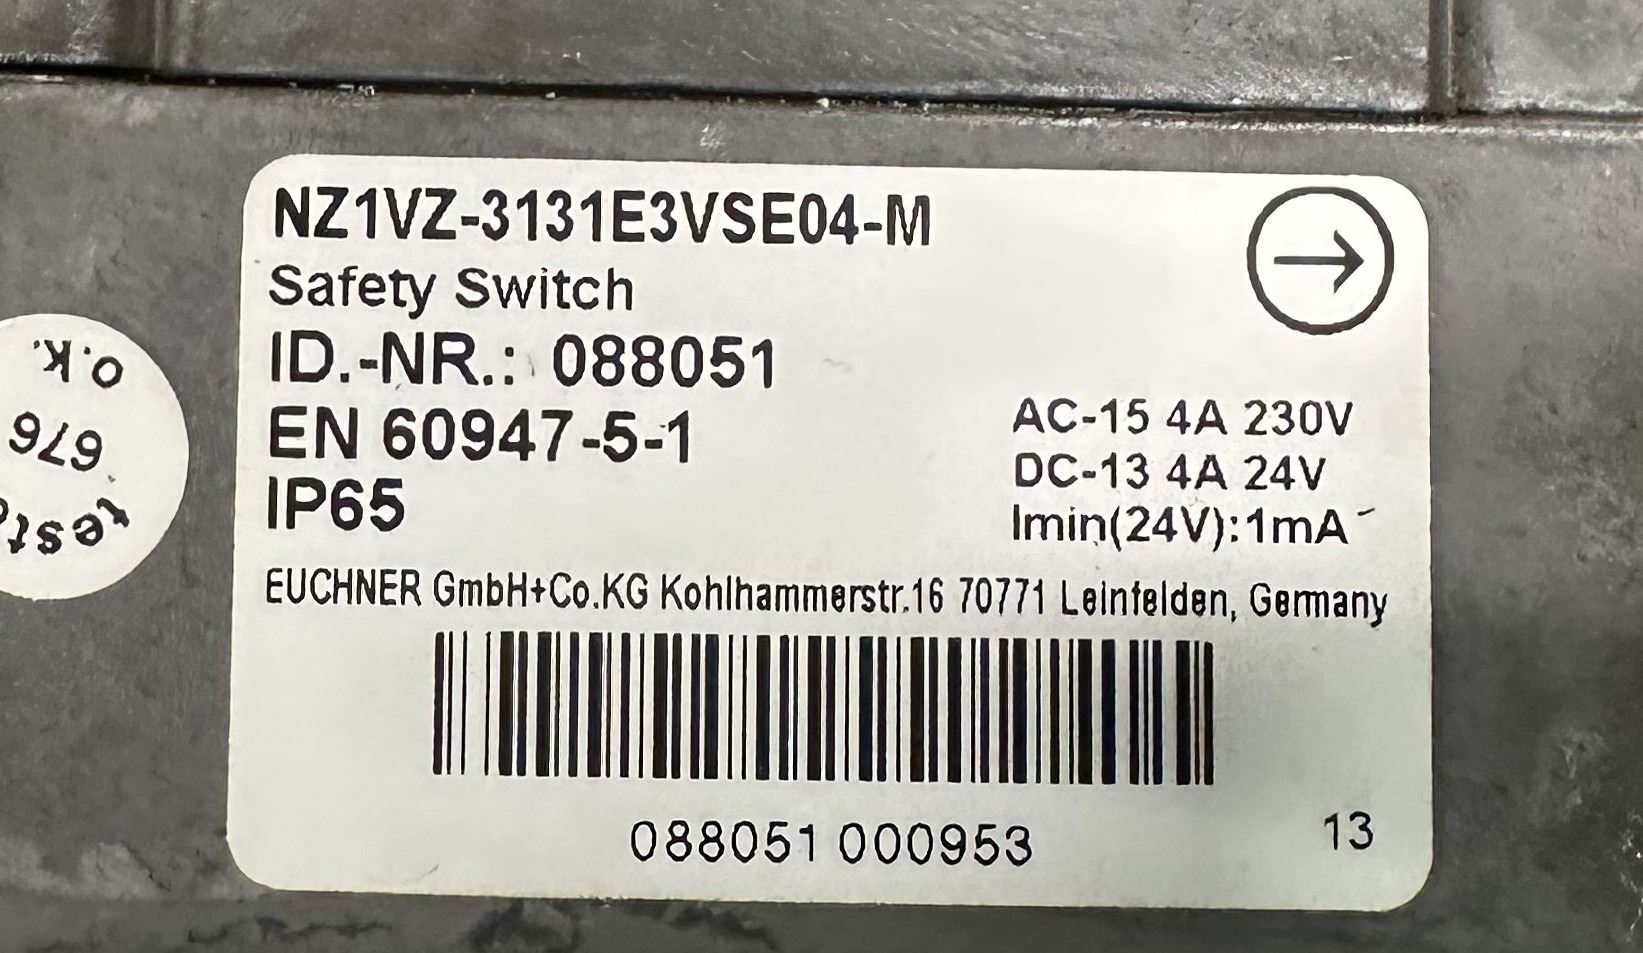 NZ1VZ-3131E3VSE04-M
Safety Switch
ID.-NR.: 088051
EN 60947-5-1
IP65
AC-15 4A 230V
DC-13 4A 24V
Imin(24V):1mA
EUCHNER GmbH+Co.KG Kohlhammerstr.16 70771 Leinfelden, Germany
088051 000953
13
o.k.
676